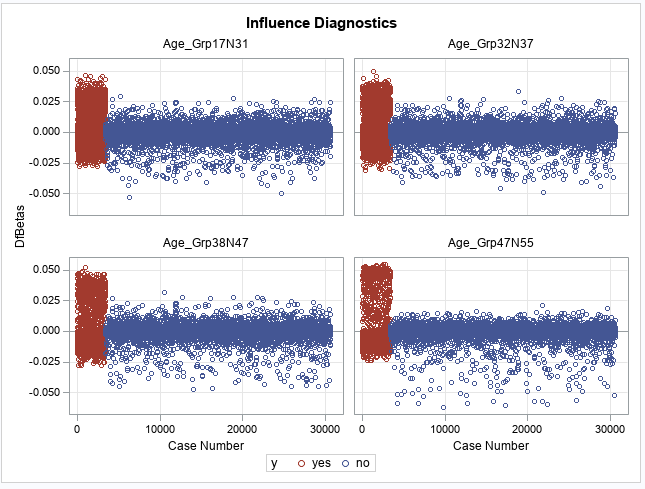 Influence Diagnostics
Age_Grp17N31
Age_Grp32N37
0.050
0.025
0.000
-0.025
-0.050
DfBetas
Age_Grp38N47
Age_Grp47N55
0.050
0.025
0.000
-0.025
-0.050
0 10000 20000 30000
0 10000 20000 30000
Case Number
Case Number
y yes no